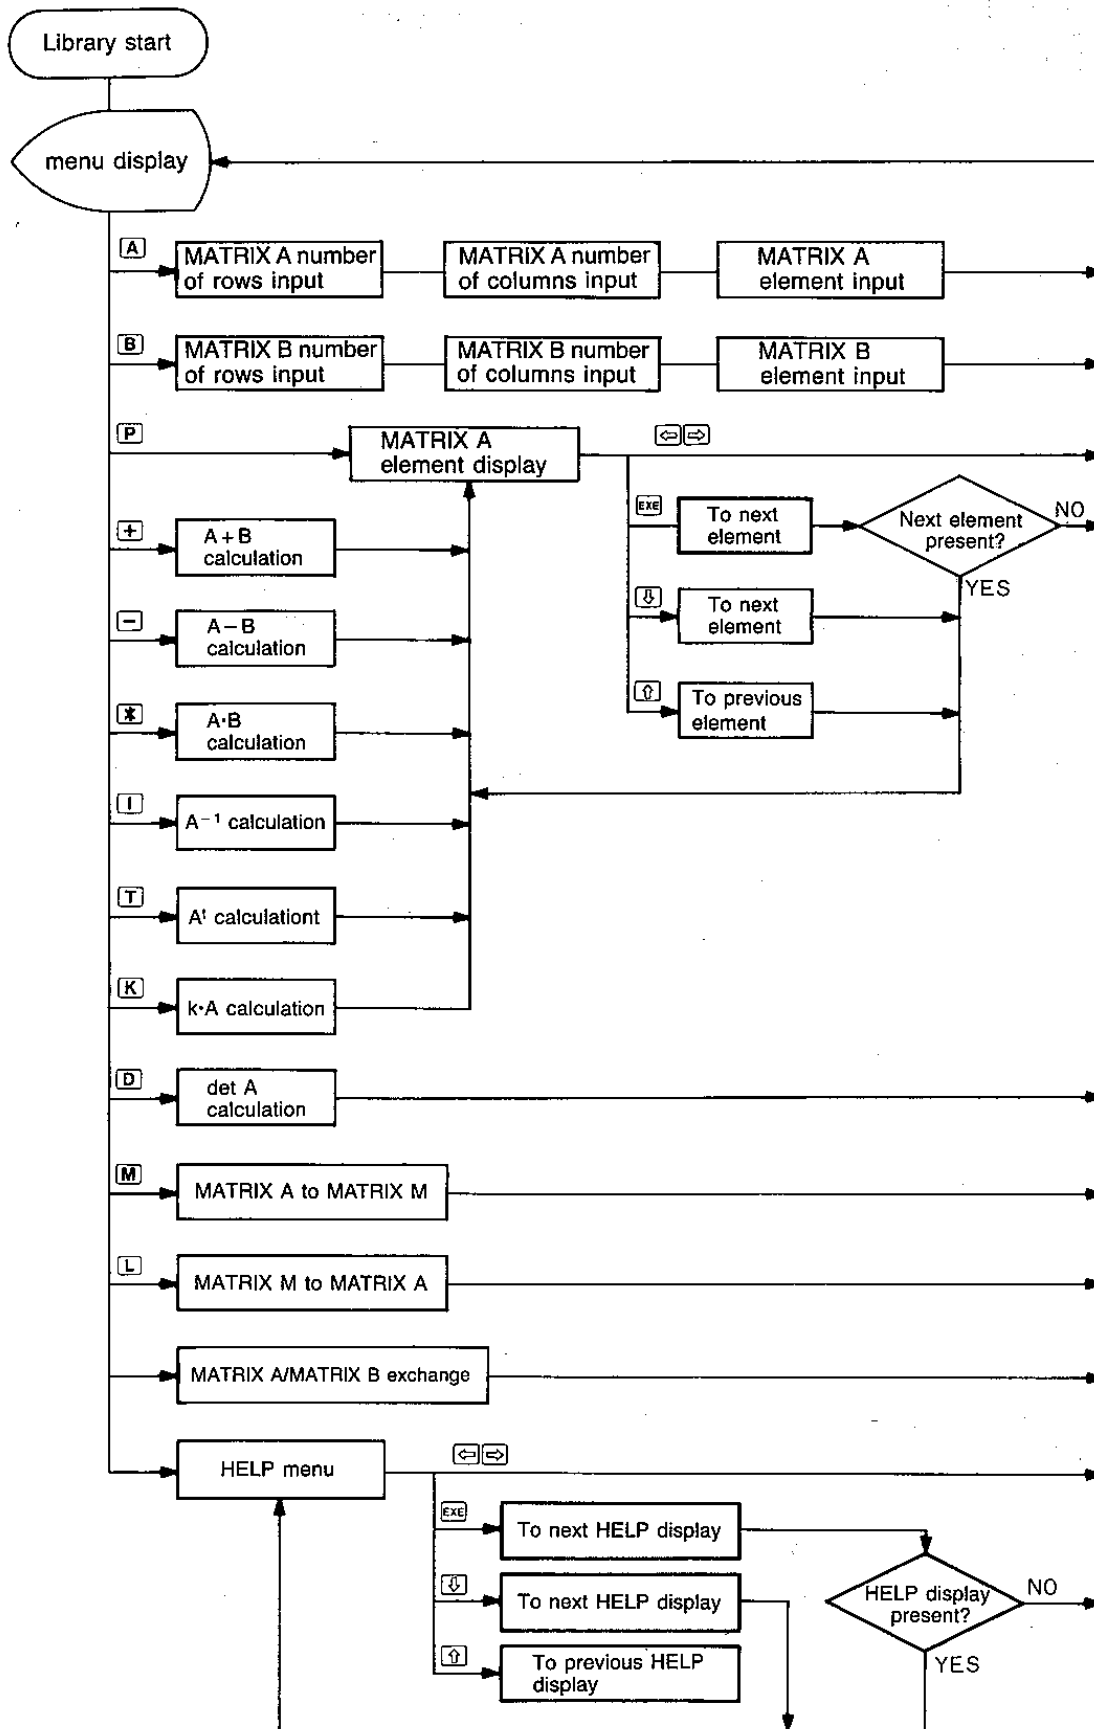 Library start
menu display
A
MATRIX A number
of rows input
MATRIX A number
of columns input
MATRIX A
element input
B
MATRIX B number
of rows input
MATRIX B number
of columns input
MATRIX B
element input
P
MATRIX A
element display
⇦ ⇨
EXE
To next
element
Next element
present?
NO
YES
+
A+B
calculation
⇩
To next
element
−
A−B
calculation
⇧
To previous
element
*
A·B
calculation
I
A⁻¹ calculation
T
Aᵗ calculationt
K
k·A calculation
D
det A
calculation
M
MATRIX A to MATRIX M
L
MATRIX M to MATRIX A
MATRIX A/MATRIX B exchange
HELP menu
⇦ ⇨
EXE
To next HELP display
HELP display
present?
NO
YES
⇩
To next HELP display
⇧
To previous HELP
display